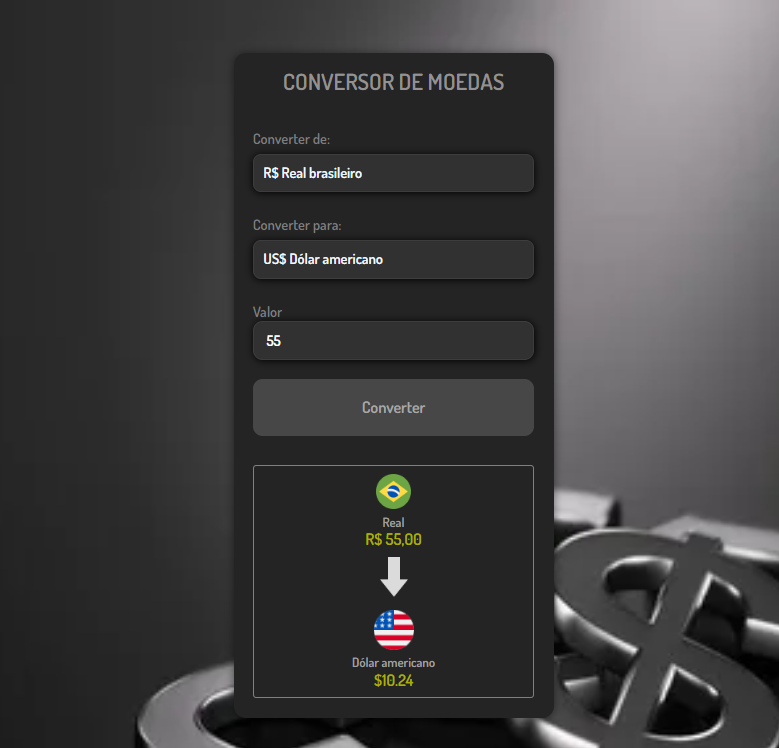 CONVERSOR DE MOEDAS
Converter de:
R$ Real brasileiro
Converter para:
US$ Dólar americano
Valor
55
Converter
Real
R$ 55,00
Dólar americano
$10.24